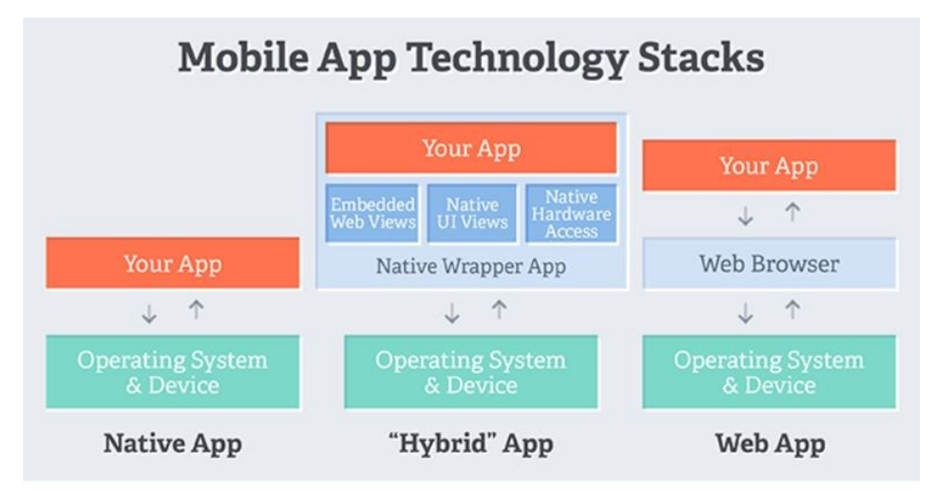 Mobile App Technology Stacks
Your App
Operating System
& Device
Native App
Your App
Embedded
Web Views
Native
UI Views
Native
Hardware
Access
Native Wrapper App
Operating System
& Device
“Hybrid” App
Your App
Web Browser
Operating System
& Device
Web App